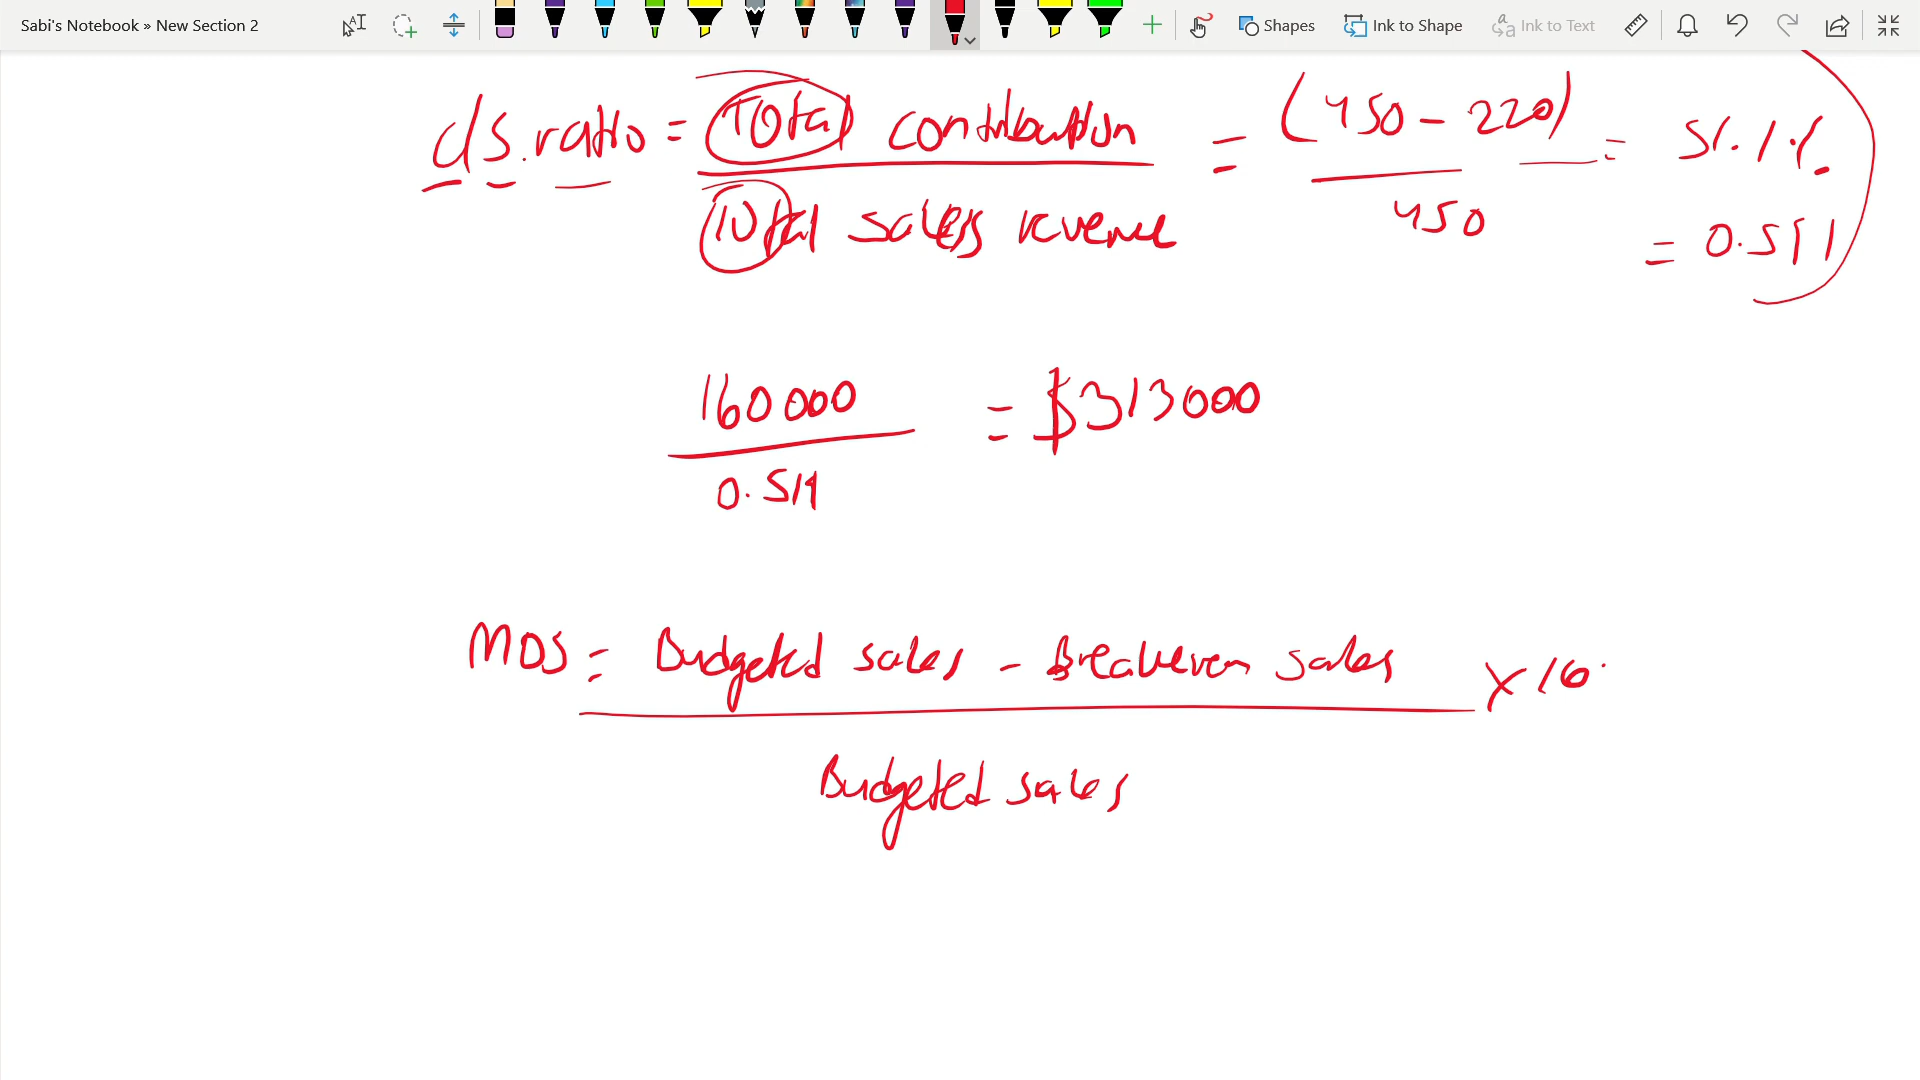 Sabi's Notebook » New Section 2 Shapes Ink to Shape Ink to Text
c/s.ratio = Total contribution = (450 - 220) = 51.1%
Total sales revenue 450 = 0.511
160000 = $313000
0.511
MOS = Budgeted sales - Breakeven sales x 100
Budgeted sales